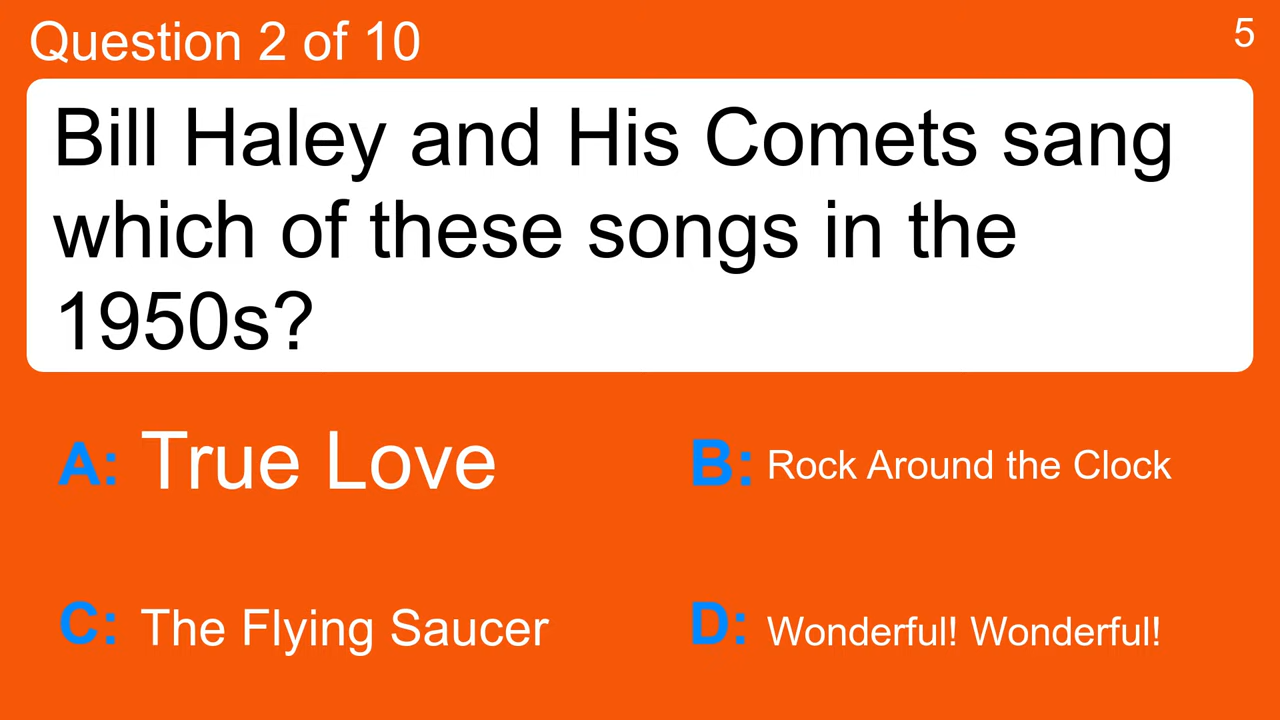 Question 2 of 10
5
Bill Haley and His Comets sang
which of these songs in the
1950s?
A: True Love
B: Rock Around the Clock
C: The Flying Saucer
D: Wonderful! Wonderful!